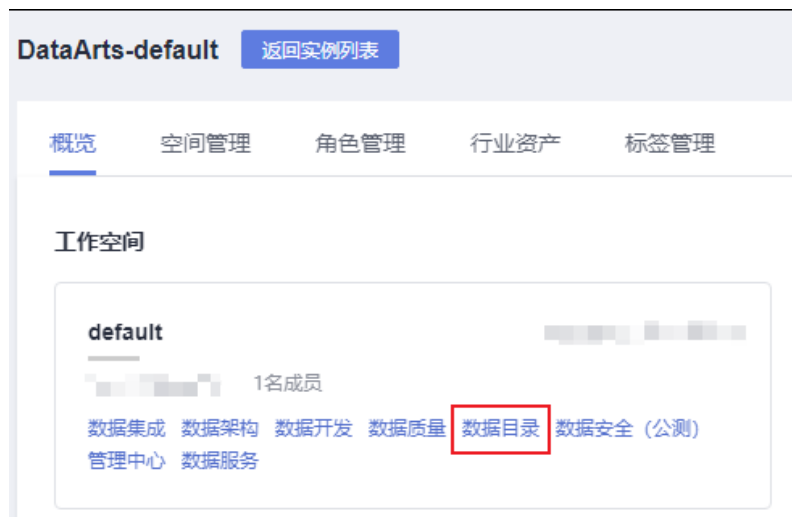 DataArts-default 返回实例列表
概览 空间管理 角色管理 行业资产 标签管理
工作空间
default
1名成员
数据集成 数据架构 数据开发 数据质量 数据目录 数据安全（公测）
管理中心 数据服务